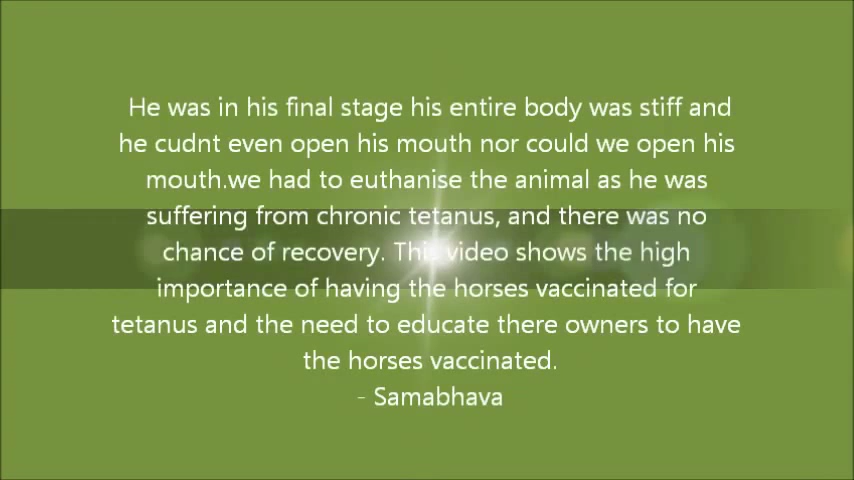 He was in his final stage his entire body was stiff and
he cudnt even open his mouth nor could we open his
mouth.we had to euthanise the animal as he was
suffering from chronic tetanus, and there was no
chance of recovery. This video shows the high
importance of having the horses vaccinated for
tetanus and the need to educate there owners to have
the horses vaccinated.
- Samabhava